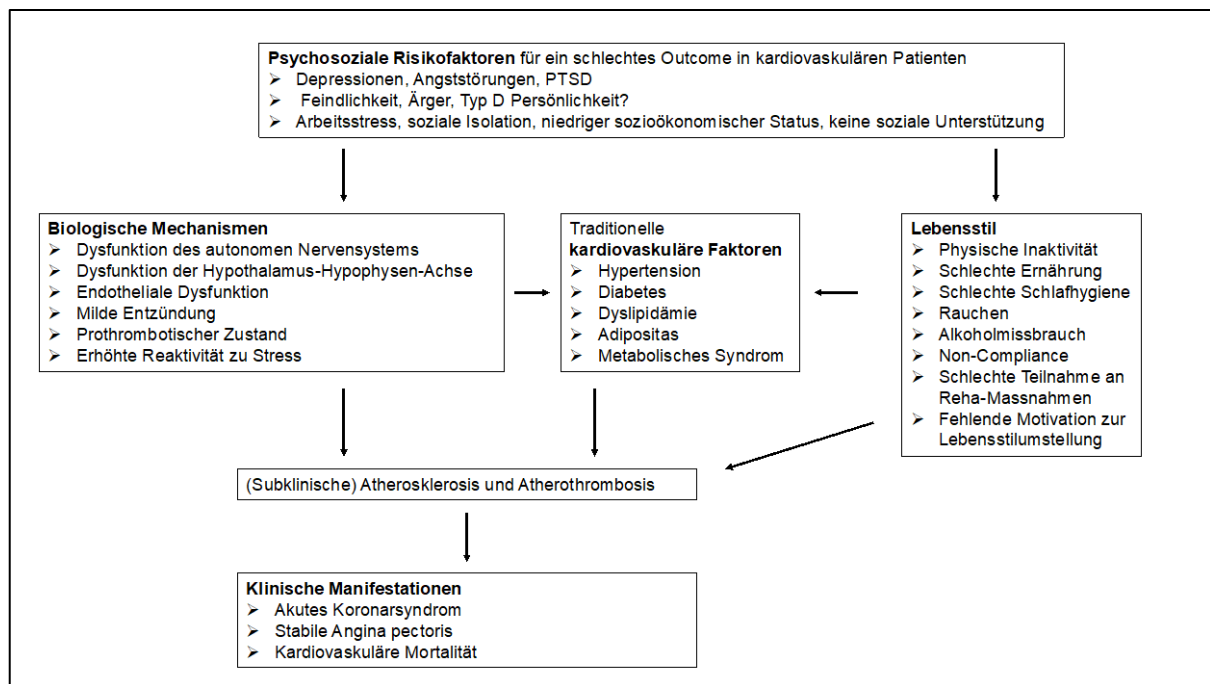 Psychosoziale Risikofaktoren für ein schlechtes Outcome in kardiovaskulären Patienten
➢ Depressionen, Angststörungen, PTSD
➢ Feindlichkeit, Ärger, Typ D Persönlichkeit?
➢ Arbeitsstress, soziale Isolation, niedriger sozioökonomischer Status, keine soziale Unterstützung
Biologische Mechanismen
➢ Dysfunktion des autonomen Nervensystems
➢ Dysfunktion der Hypothalamus-Hypophysen-Achse
➢ Endotheliale Dysfunktion
➢ Milde Entzündung
➢ Prothrombotischer Zustand
➢ Erhöhte Reaktivität zu Stress
Traditionelle
kardiovaskuläre Faktoren
➢ Hypertension
➢ Diabetes
➢ Dyslipidämie
➢ Adipositas
➢ Metabolisches Syndrom
Lebensstil
➢ Physische Inaktivität
➢ Schlechte Ernährung
➢ Schlechte Schlafhygiene
➢ Rauchen
➢ Alkoholmissbrauch
➢ Non-Compliance
➢ Schlechte Teilnahme an
Reha-Massnahmen
➢ Fehlende Motivation zur
Lebensstilumstellung
(Subklinische) Atherosklerosis und Atherothrombosis
Klinische Manifestationen
➢ Akutes Koronarsyndrom
➢ Stabile Angina pectoris
➢ Kardiovaskuläre Mortalität